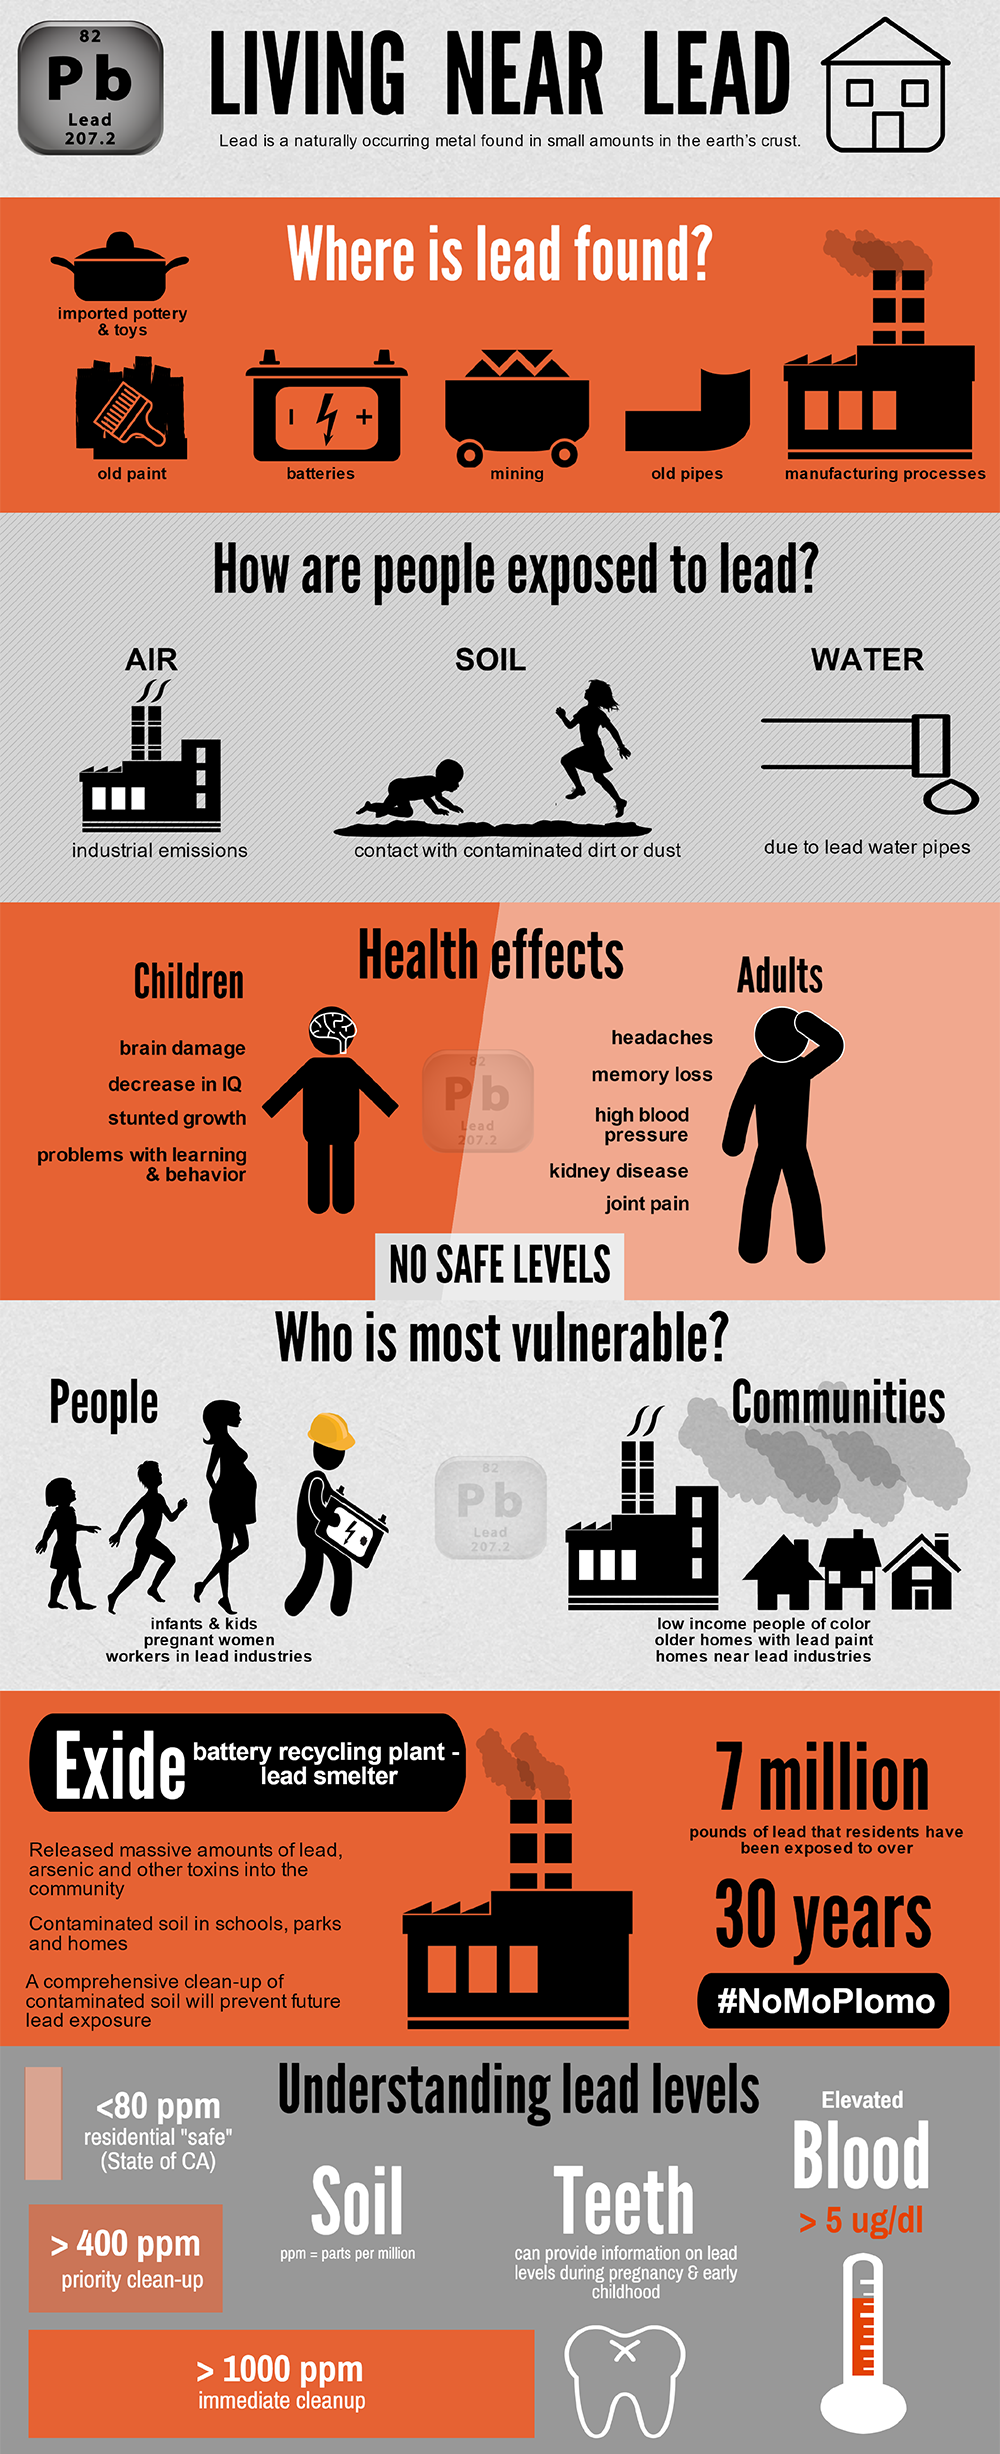 82
Pb
Lead
207.2
LIVING NEAR LEAD
Lead is a naturally occurring metal found in small amounts in the earth's crust.
Where is lead found?
imported pottery
& toys
old paint
batteries
mining
old pipes
manufacturing processes
How are people exposed to lead?
AIR
SOIL
WATER
industrial emissions
contact with contaminated dirt or dust
due to lead water pipes
Health effects
Children
brain damage
decrease in IQ
stunted growth
problems with learning
& behavior
82
Pb
Lead
207.2
Adults
headaches
memory loss
high blood
pressure
kidney disease
joint pain
NO SAFE LEVELS
Who is most vulnerable?
People
infants & kids
pregnant women
workers in lead industries
82
Pb
Lead
207.2
Communities
low income people of color
older homes with lead paint
homes near lead industries
Exide battery recycling plant -
lead smelter
Released massive amounts of lead,
arsenic and other toxins into the
community
Contaminated soil in schools, parks
and homes
A comprehensive clean-up of
contaminated soil will prevent future
lead exposure
7 million
pounds of lead that residents have
been exposed to over
30 years
#NoMoPlomo
Understanding lead levels
<80 ppm
residential "safe"
(State of CA)
> 400 ppm
priority clean-up
> 1000 ppm
immediate cleanup
Soil
ppm = parts per million
Teeth
can provide information on lead
levels during pregnancy & early
childhood
Elevated
Blood
> 5 ug/dl